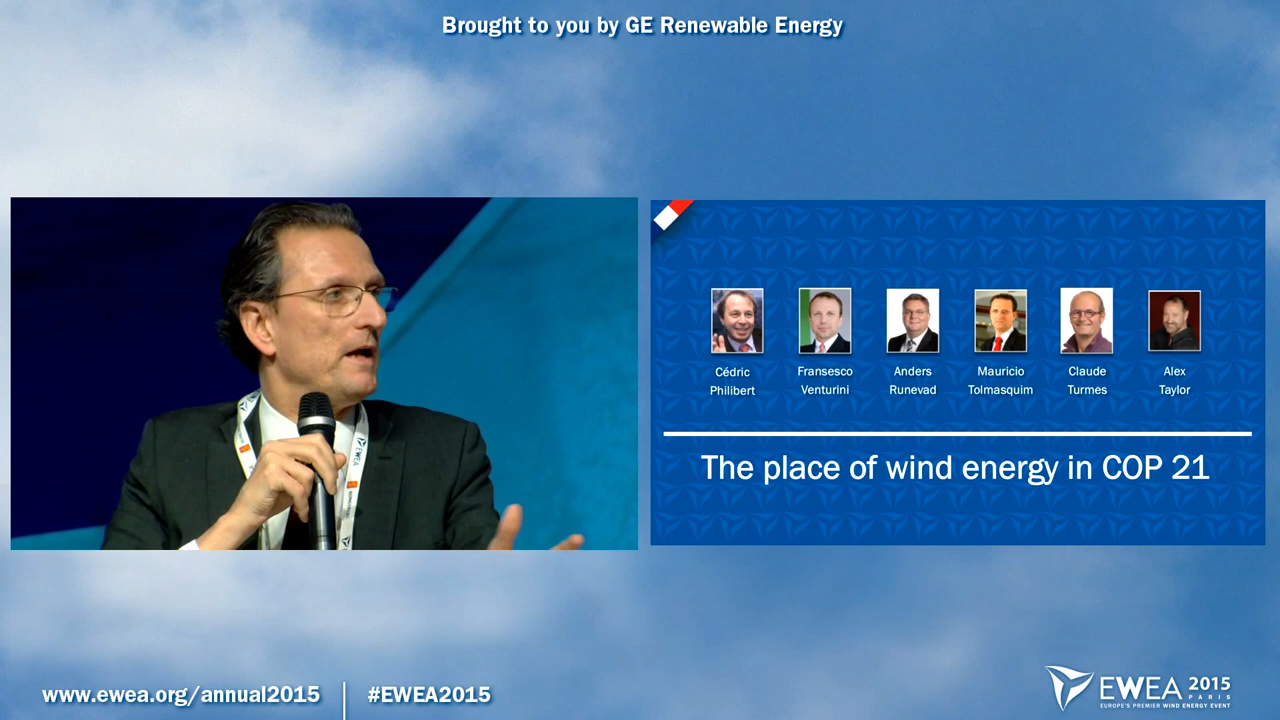 Brought to you by GE Renewable Energy
Cédric
Philibert
Fransesco
Venturini
Anders
Runevad
Mauricio
Tolmasquim
Claude
Turmes
Alex
Taylor
The place of wind energy in COP 21
EWEA
www.ewea.org/annual2015
#EWEA2015
EWEA 2015
PARIS
EUROPE'S PREMIER WIND ENERGY EVENT